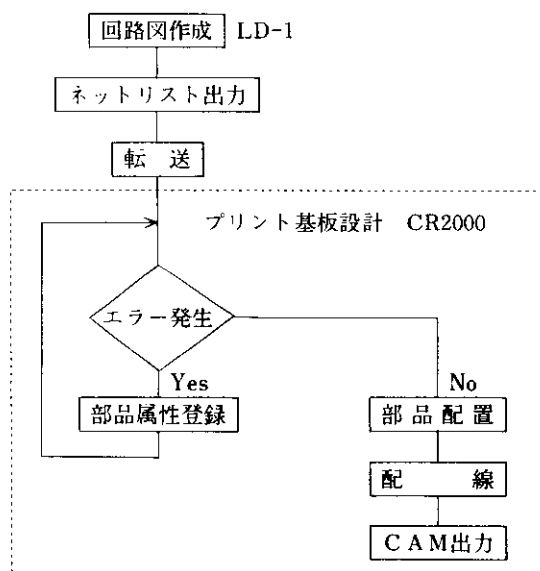 回路図作成 LD-1
ネットリスト出力
転送
プリント基板設計 CR2000
エラー発生
Yes
No
部品属性登録
部品配置
配線
CAM出力